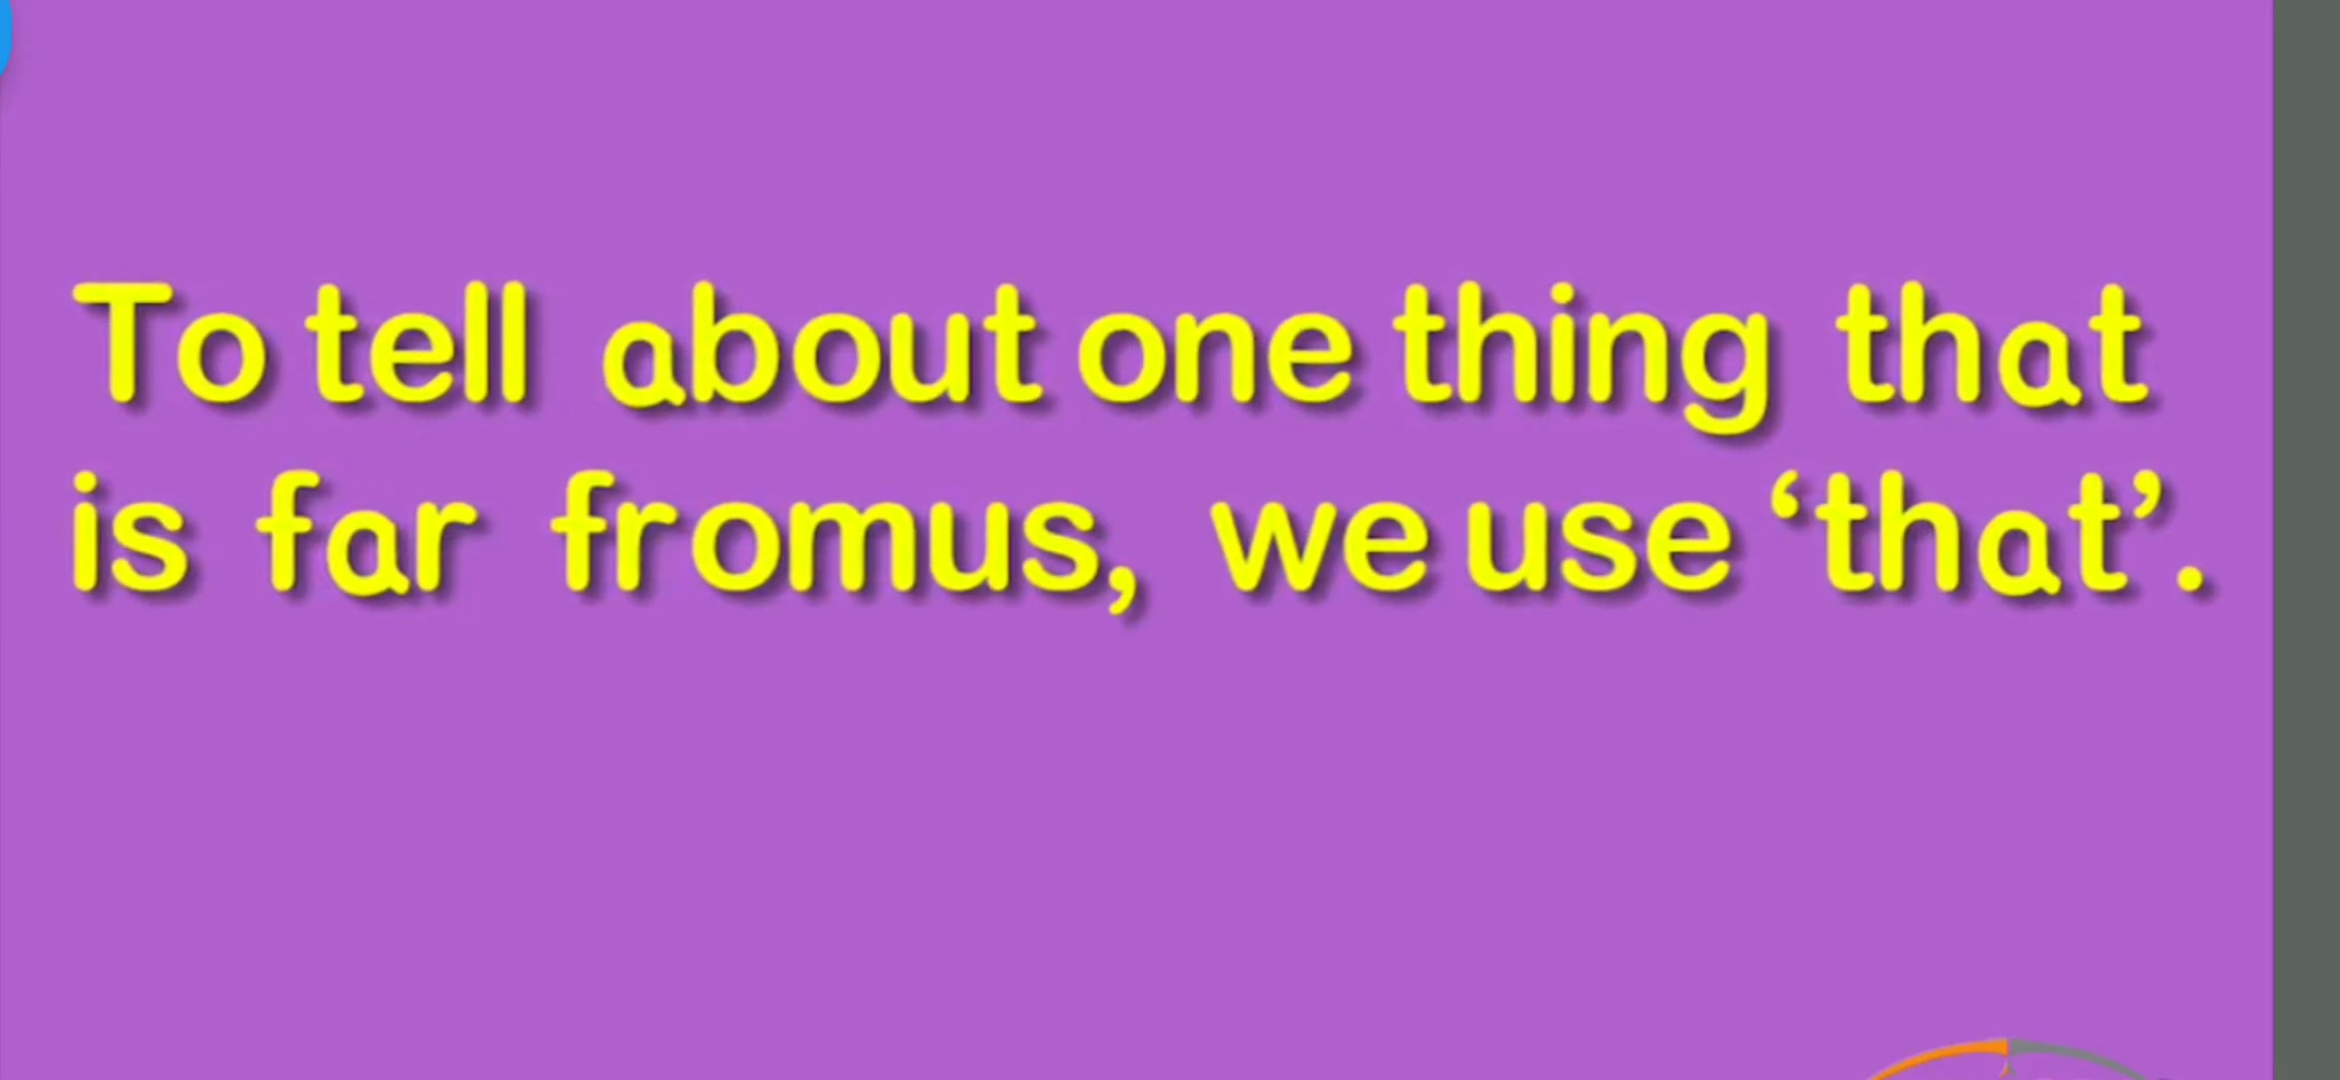 To tell about one thing that
is far fromus, we use ‘that’.